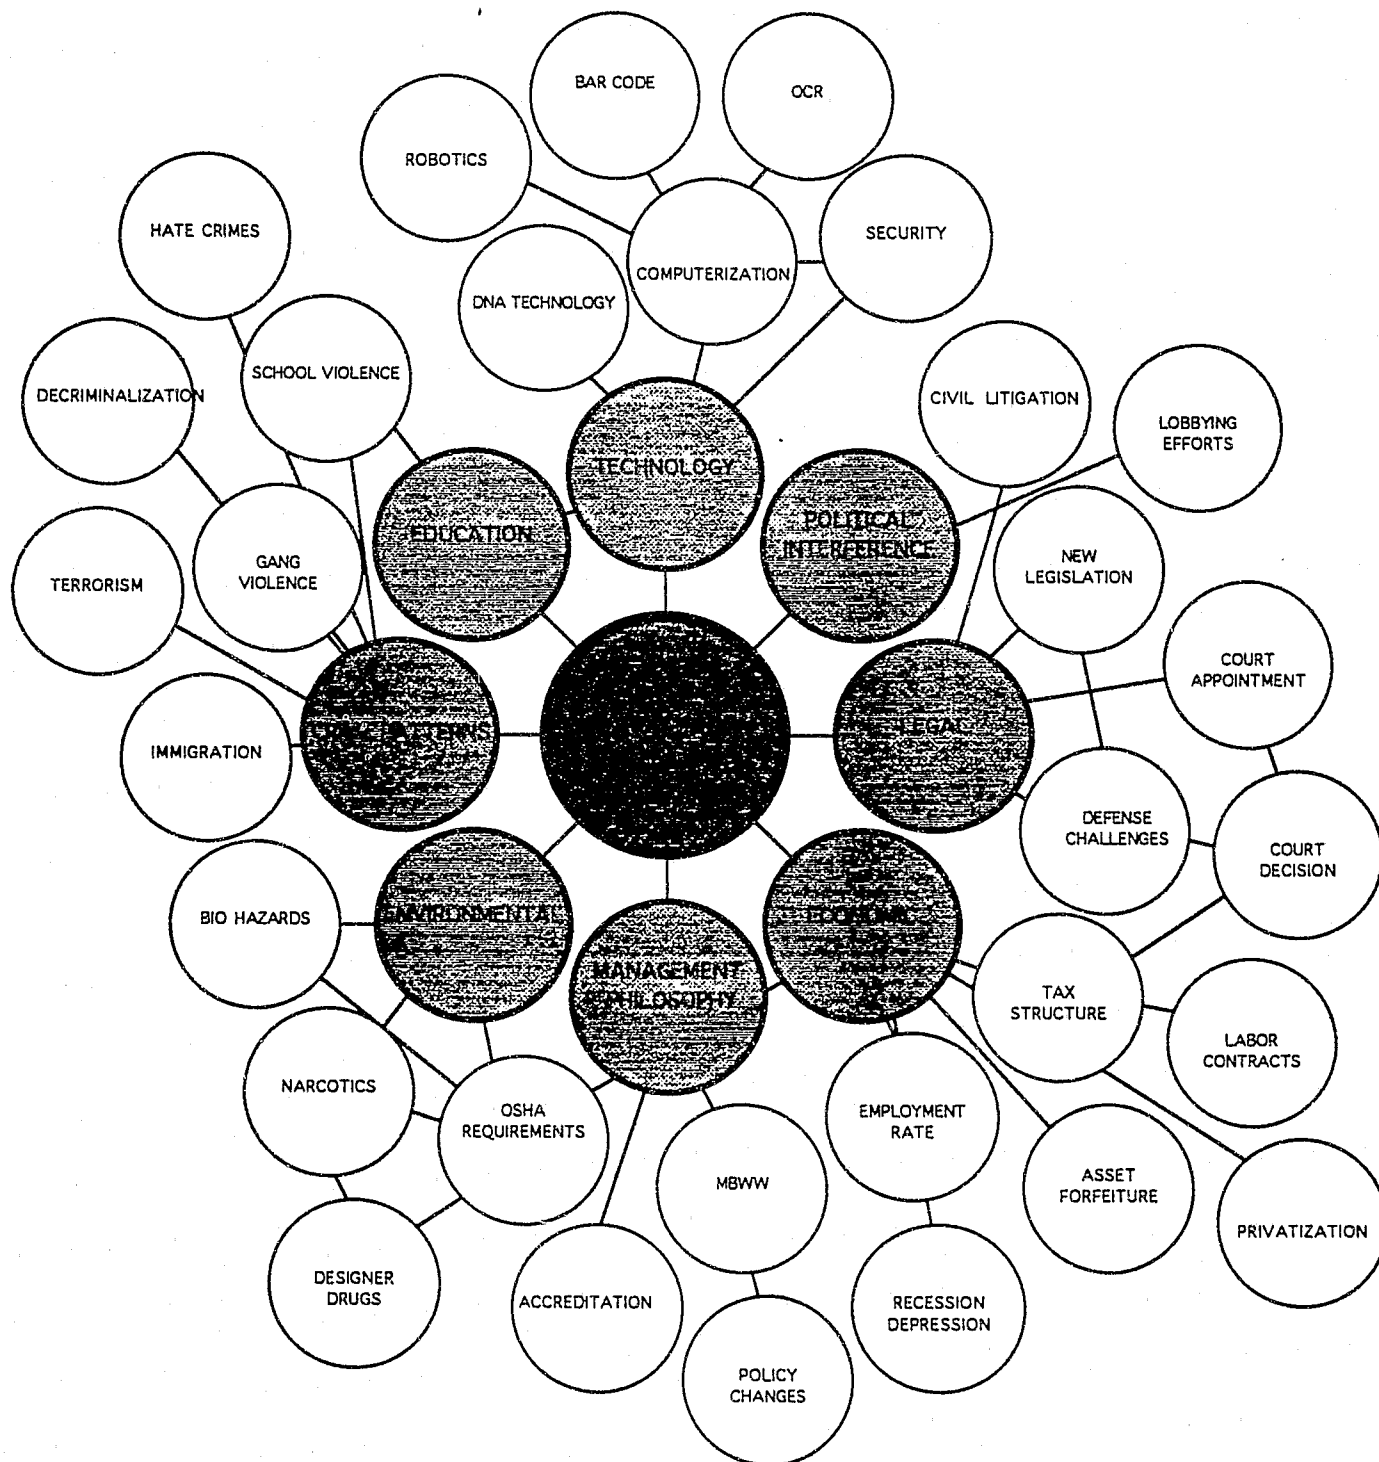 BAR CODE
OCR
ROBOTICS
HATE CRIMES
SECURITY
COMPUTERIZATION
DNA TECHNOLOGY
SCHOOL VIOLENCE
DECRIMINALIZATION
CIVIL LITIGATION
LOBBYING
EFFORTS
TECHNOLOGY
EDUCATION
POLITICAL
INTERFERENCE
GANG
VIOLENCE
TERRORISM
NEW
LEGISLATION
COURT
APPOINTMENT
IMMIGRATION
PATTERNS
LEGAL
DEFENSE
CHALLENGES
COURT
DECISION
BIO HAZARDS
ENVIRONMENTAL
ECONOMIC
MANAGEMENT
PHILOSOPHY
TAX
STRUCTURE
LABOR
CONTRACTS
NARCOTICS
OSHA
REQUIREMENTS
EMPLOYMENT
RATE
MBWW
ASSET
FORFEITURE
PRIVATIZATION
DESIGNER
DRUGS
ACCREDITATION
RECESSION
DEPRESSION
POLICY
CHANGES